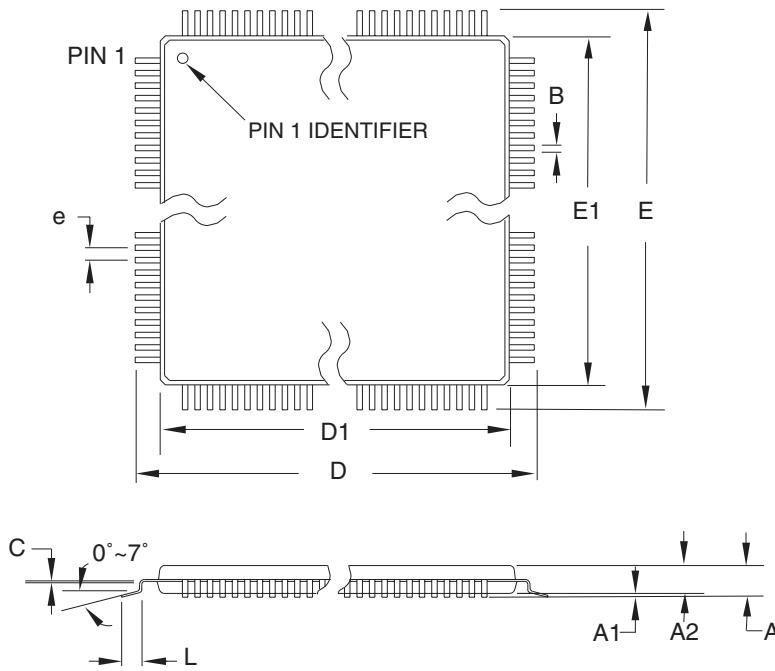 PIN 1
B
PIN 1 IDENTIFIER
e
E1
E
D1
D
C
0°~7°
A1
A2
A
L